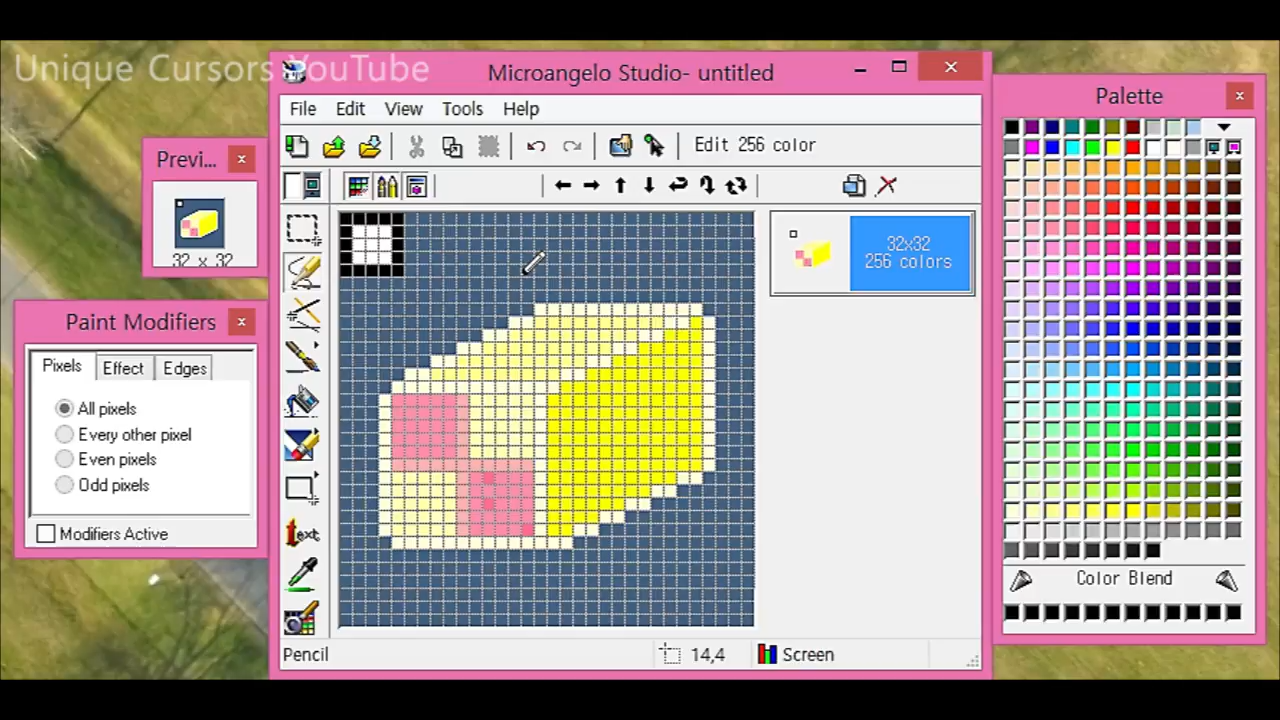 Unique Cursors YouTube
Microangelo Studio- untitled
File Edit View Tools Help
Edit 256 color
Previ...
32 x 32
Paint Modifiers
Pixels Effect Edges
All pixels
Every other pixel
Even pixels
Odd pixels
Modifiers Active
text
32x32
256 colors
Pencil
14,4
Screen
Palette
Color Blend